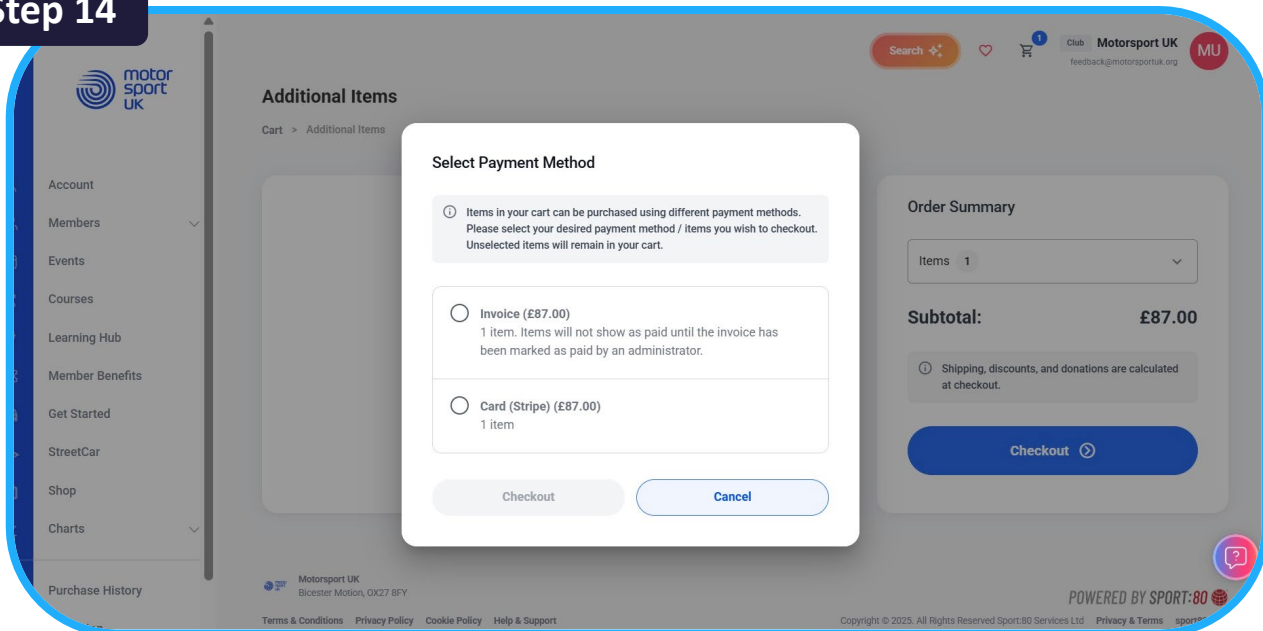 Step 14
motor
sport
UK
Search
1
Club Motorsport UK
feedback@motorsportuk.org
MU
Additional Items
Cart > Additional Items
Account
Members
Events
Courses
Learning Hub
Member Benefits
Get Started
StreetCar
Shop
Charts
Purchase History
Select Payment Method
Items in your cart can be purchased using different payment methods.
Please select your desired payment method / items you wish to checkout.
Unselected items will remain in your cart.
Invoice (£87.00)
1 item. Items will not show as paid until the invoice has
been marked as paid by an administrator.
Card (Stripe) (£87.00)
1 item
Checkout
Cancel
Order Summary
Items 1
Subtotal: £87.00
Shipping, discounts, and donations are calculated
at checkout.
Checkout
Motorsport UK
Bicester Motion, OX27 8FY
POWERED BY SPORT:80
Terms & Conditions Privacy Policy Cookie Policy Help & Support
Copyright © 2025. All Rights Reserved Sport:80 Services Ltd Privacy & Terms